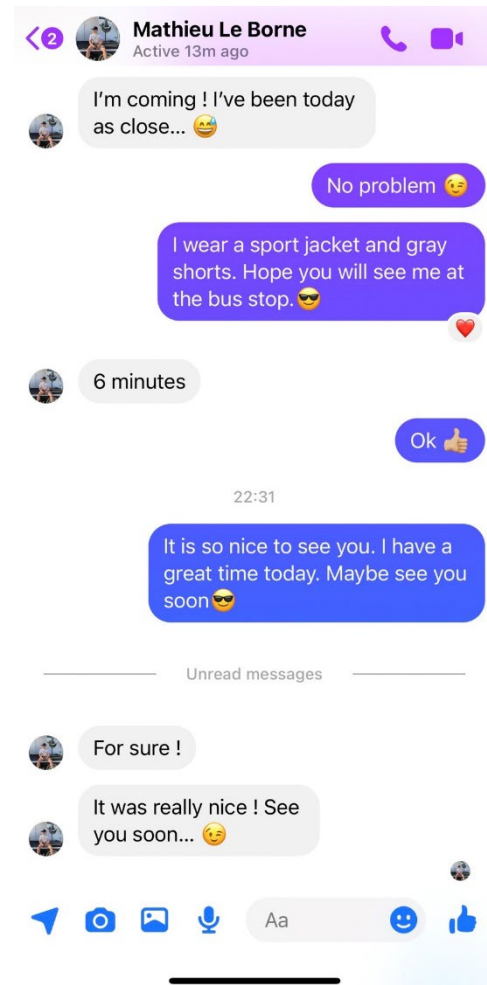 2
Mathieu Le Borne
Active 13m ago
I'm coming ! I've been today
as close... 😅
No problem 😉
I wear a sport jacket and gray
shorts. Hope you will see me at
the bus stop.😎
❤️
6 minutes
Ok 👍🏼
22:31
It is so nice to see you. I have a
great time today. Maybe see you
soon😎
Unread messages
For sure !
It was really nice ! See
you soon... 😉
Aa